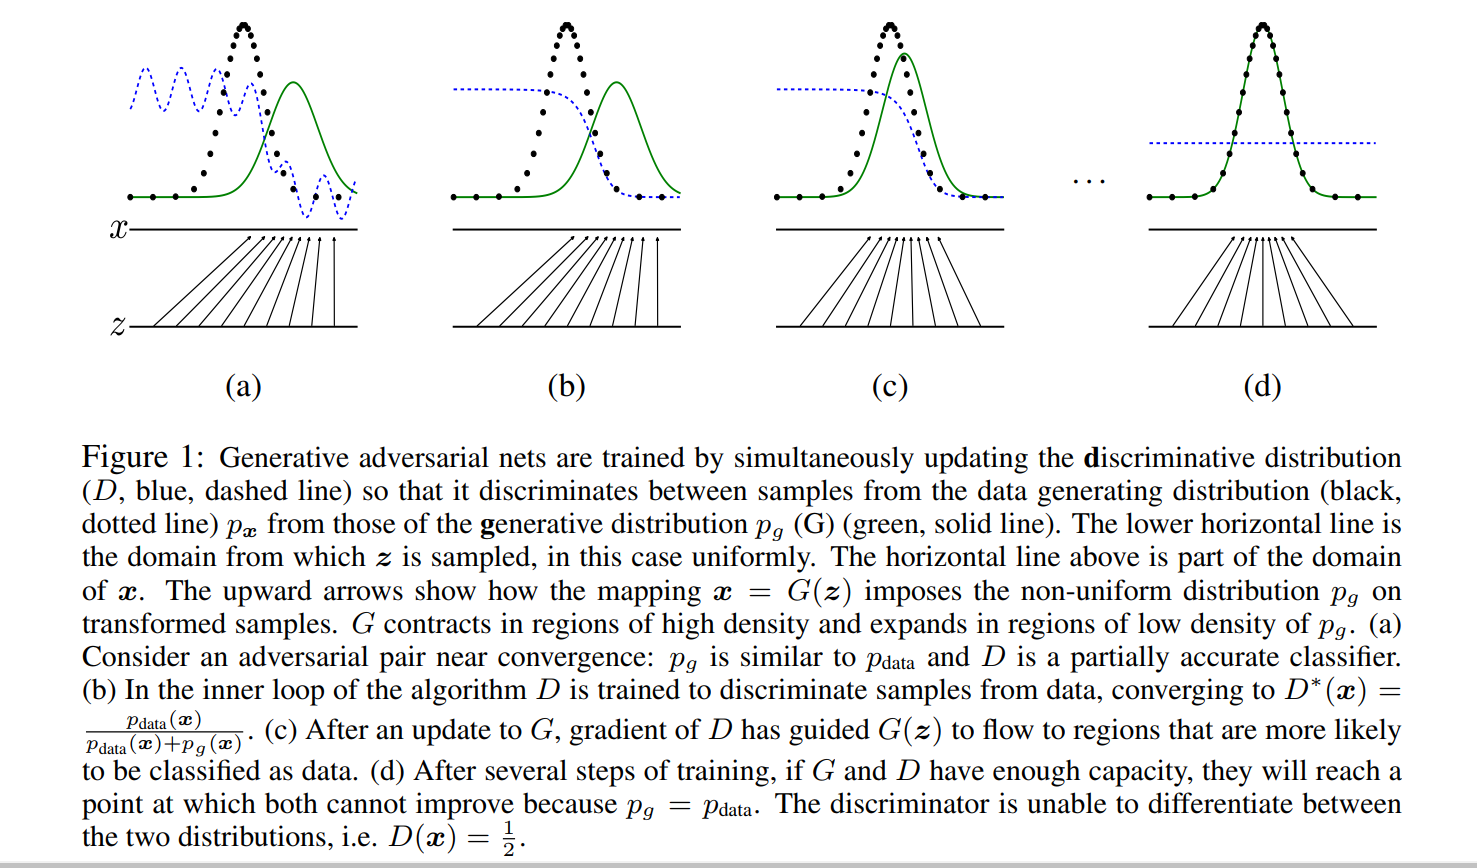 x
z
. . .
(a) (b) (c) (d)
Figure 1: Generative adversarial nets are trained by simultaneously updating the discriminative distribution
(D, blue, dashed line) so that it discriminates between samples from the data generating distribution (black,
dotted line) pₓ from those of the generative distribution p_g (G) (green, solid line). The lower horizontal line is
the domain from which z is sampled, in this case uniformly. The horizontal line above is part of the domain
of x. The upward arrows show how the mapping x = G(z) imposes the non-uniform distribution p_g on
transformed samples. G contracts in regions of high density and expands in regions of low density of p_g. (a)
Consider an adversarial pair near convergence: p_g is similar to p_data and D is a partially accurate classifier.
(b) In the inner loop of the algorithm D is trained to discriminate samples from data, converging to D*(x) =
p_data(x) / (p_data(x)+p_g(x)). (c) After an update to G, gradient of D has guided G(z) to flow to regions that are more likely
to be classified as data. (d) After several steps of training, if G and D have enough capacity, they will reach a
point at which both cannot improve because p_g = p_data. The discriminator is unable to differentiate between
the two distributions, i.e. D(x) = 1/2.